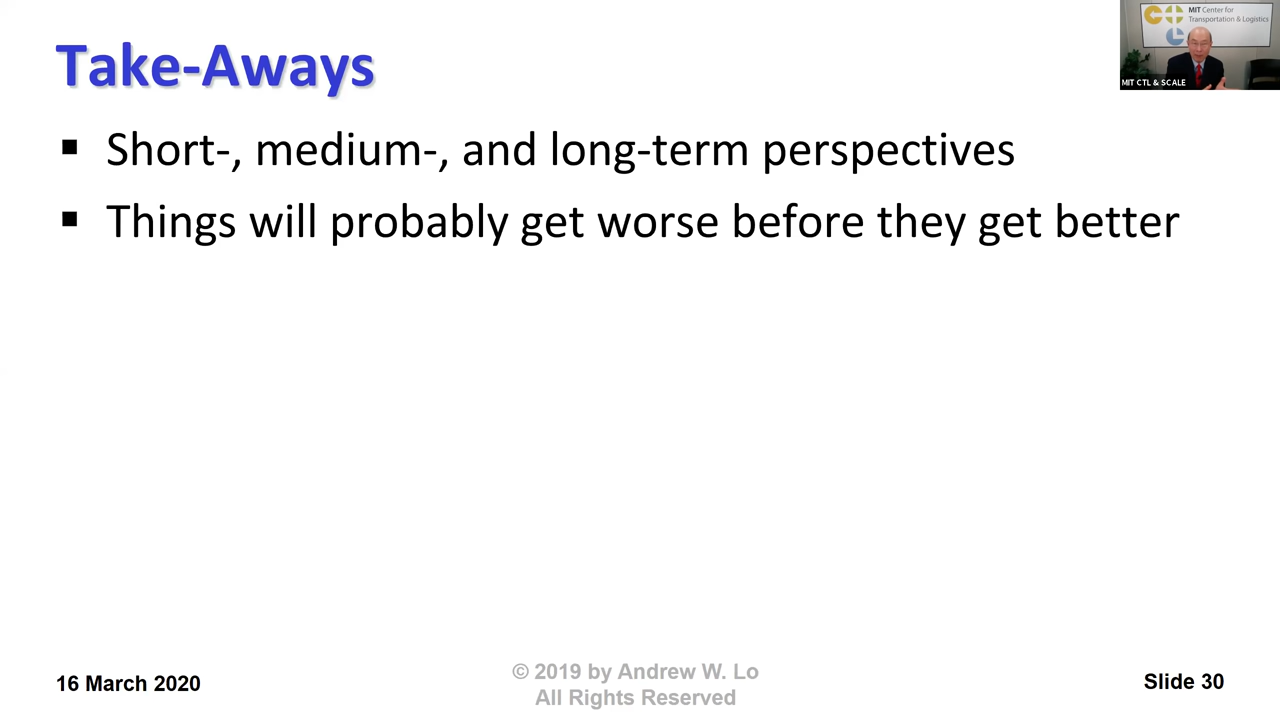 Take-Aways
MIT Center for
Transportation & Logistics
MIT CTL & SCALE
▪ Short-, medium-, and long-term perspectives
▪ Things will probably get worse before they get better
16 March 2020
© 2019 by Andrew W. Lo
All Rights Reserved
Slide 30